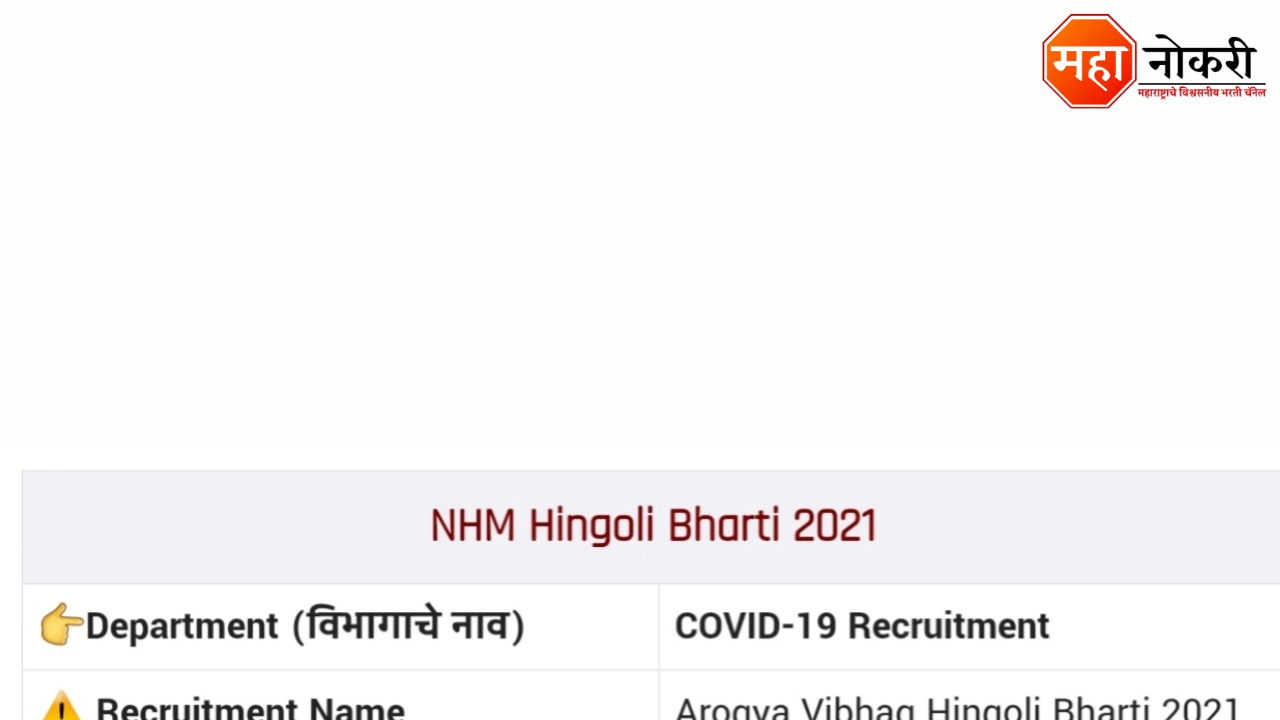 महा नोकरी
महाराष्ट्राचे विश्वसनीय भरती चॅनेल
NHM Hingoli Bharti 2021
👉Department (विभागाचे नाव) COVID-19 Recruitment
⚠️ Recruitment Name Arogya Vibhag Hingoli Bharti 2021